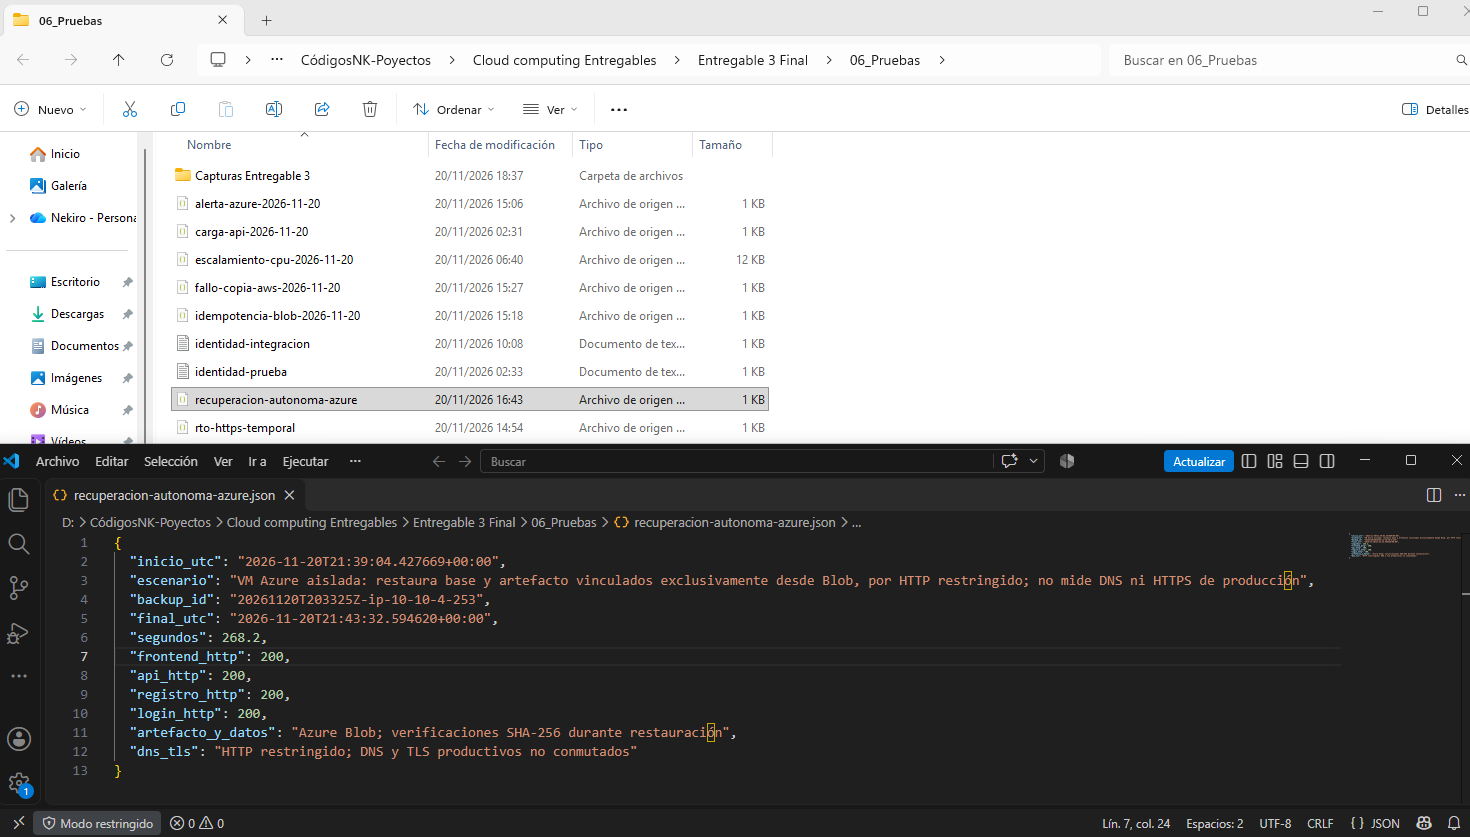 06_Pruebas
CódigosNK-Poyectos
Cloud computing Entregables
Entregable 3 Final
06_Pruebas
Buscar en 06_Pruebas
Nuevo
Ordenar
Ver
Detalles
Inicio
Galería
Nekiro - Persona
Escritorio
Descargas
Documentos
Imágenes
Música
Vídeos
Nombre Fecha de modificación Tipo Tamaño
Capturas Entregable 3 20/11/2026 18:37 Carpeta de archivos
alerta-azure-2026-11-20 20/11/2026 15:06 Archivo de origen ... 1 KB
carga-api-2026-11-20 20/11/2026 02:31 Archivo de origen ... 1 KB
escalamiento-cpu-2026-11-20 20/11/2026 06:40 Archivo de origen ... 12 KB
fallo-copia-aws-2026-11-20 20/11/2026 15:27 Archivo de origen ... 1 KB
idempotencia-blob-2026-11-20 20/11/2026 15:18 Archivo de origen ... 1 KB
identidad-integracion 20/11/2026 10:08 Documento de tex... 1 KB
identidad-prueba 20/11/2026 02:33 Documento de tex... 1 KB
recuperacion-autonoma-azure 20/11/2026 16:43 Archivo de origen ... 1 KB
rto-https-temporal 20/11/2026 14:54 Archivo de origen ... 1 KB
Archivo Editar Selección Ver Ir a Ejecutar ... Buscar Actualizar
recuperacion-autonoma-azure.json
D: > CódigosNK-Poyectos > Cloud computing Entregables > Entregable 3 Final > 06_Pruebas > {} recuperacion-autonoma-azure.json > ...
1 {
2 "inicio_utc": "2026-11-20T21:39:04.427669+00:00",
3 "escenario": "VM Azure aislada: restaura base y artefacto vinculados exclusivamente desde Blob, por HTTP restringido; no mide DNS ni HTTPS de producción",
4 "backup_id": "20261120T203325Z-ip-10-10-4-253",
5 "final_utc": "2026-11-20T21:43:32.594620+00:00",
6 "segundos": 268.2,
7 "frontend_http": 200,
8 "api_http": 200,
9 "registro_http": 200,
10 "login_http": 200,
11 "artefacto_y_datos": "Azure Blob; verificaciones SHA-256 durante restauración",
12 "dns_tls": "HTTP restringido; DNS y TLS productivos no conmutados"
13 }
1
Modo restringido 0 0 Lín. 7, col. 24 Espacios: 2 UTF-8 CRLF {} JSON